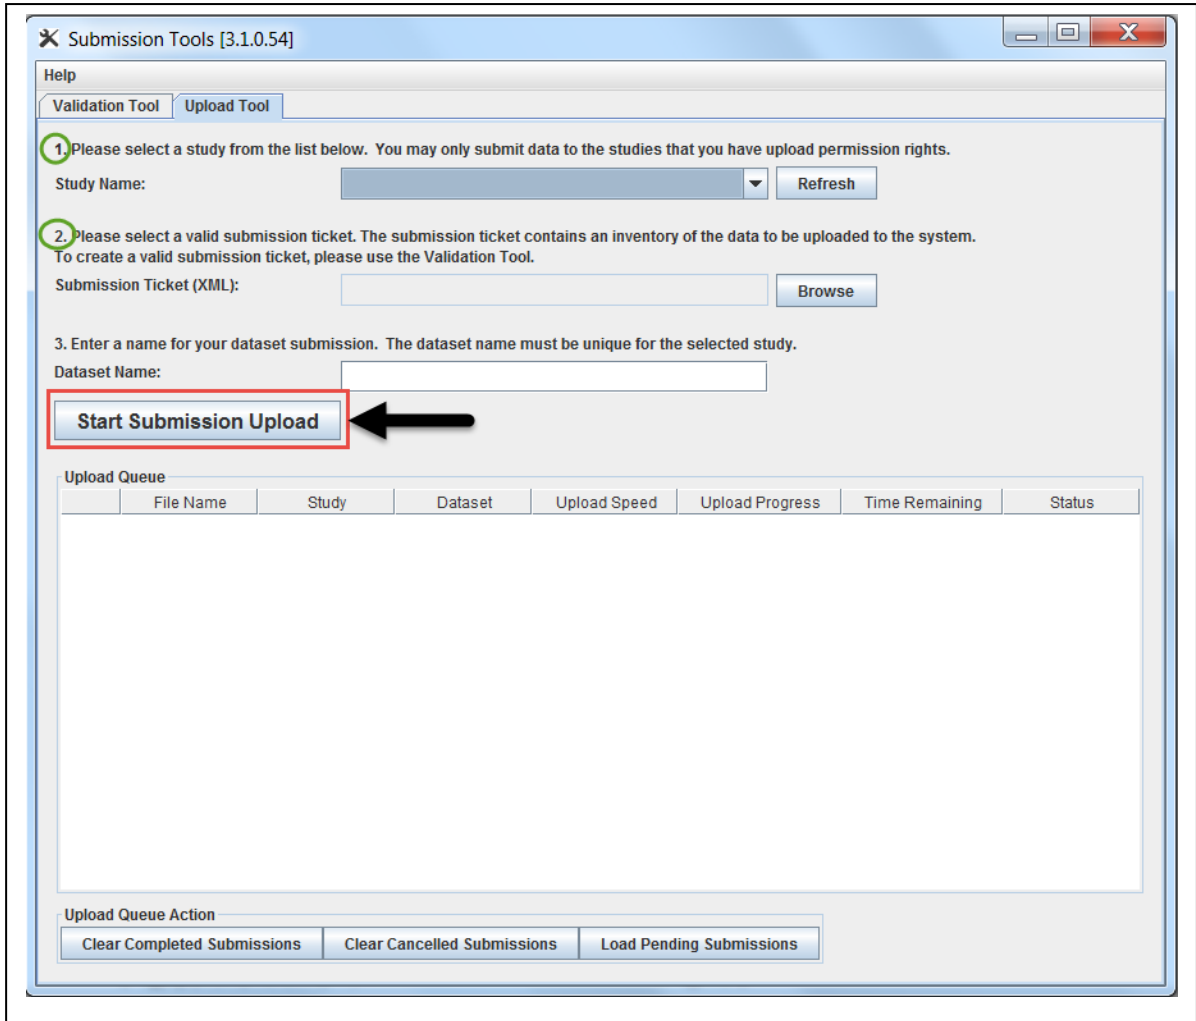 Submission Tools [3.1.0.54]
Help
Validation Tool Upload Tool
1. Please select a study from the list below. You may only submit data to the studies that you have upload permission rights.
Study Name: Refresh
2. Please select a valid submission ticket. The submission ticket contains an inventory of the data to be uploaded to the system.
To create a valid submission ticket, please use the Validation Tool.
Submission Ticket (XML): Browse
3. Enter a name for your dataset submission. The dataset name must be unique for the selected study.
Dataset Name:
Start Submission Upload
Upload Queue
File Name Study Dataset Upload Speed Upload Progress Time Remaining Status
Upload Queue Action
Clear Completed Submissions Clear Cancelled Submissions Load Pending Submissions